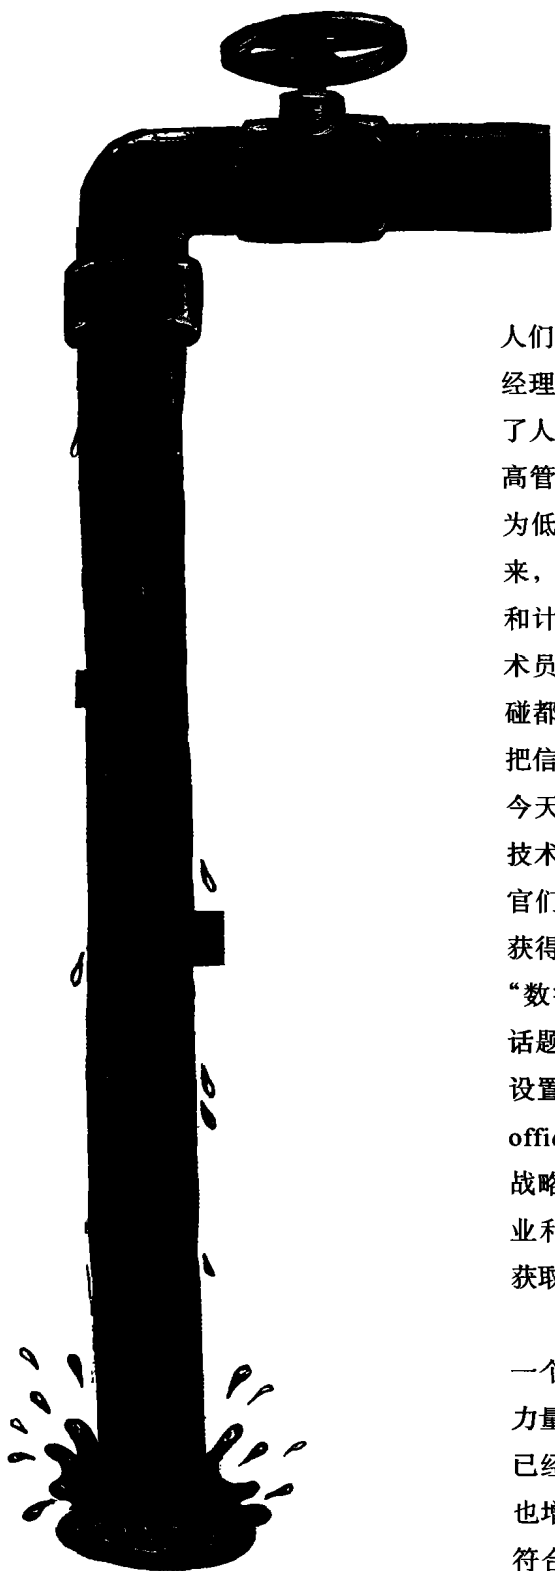 人们
经理
了人
高管
为低
来，
和计
术员
碰都
把信
今天
技术
官们
获得
“数
话题
设置
offic
战略
业和
获取
一个
力量
已经
也增
符合